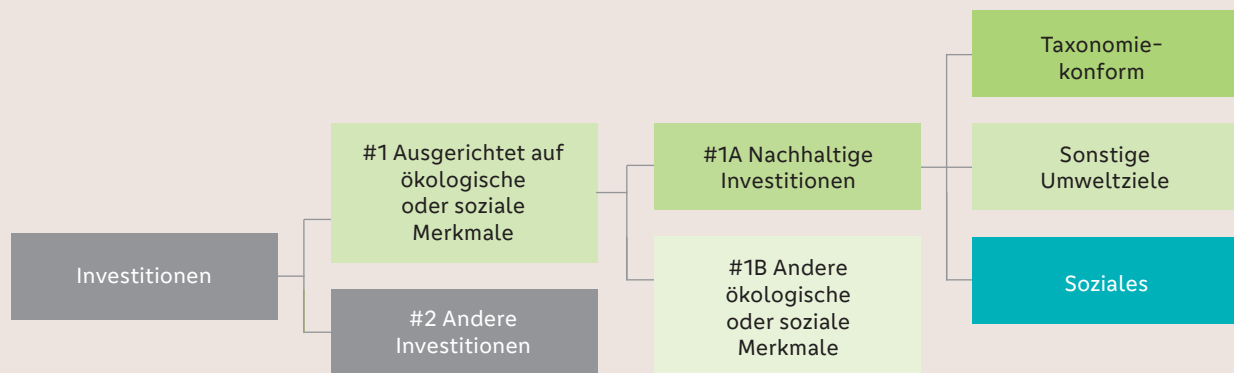 Investitionen
#1 Ausgerichtet auf
ökologische
oder soziale
Merkmale
#2 Andere
Investitionen
#1A Nachhaltige
Investitionen
#1B Andere
ökologische
oder soziale
Merkmale
Taxonomie-
konform
Sonstige
Umweltziele
Soziales